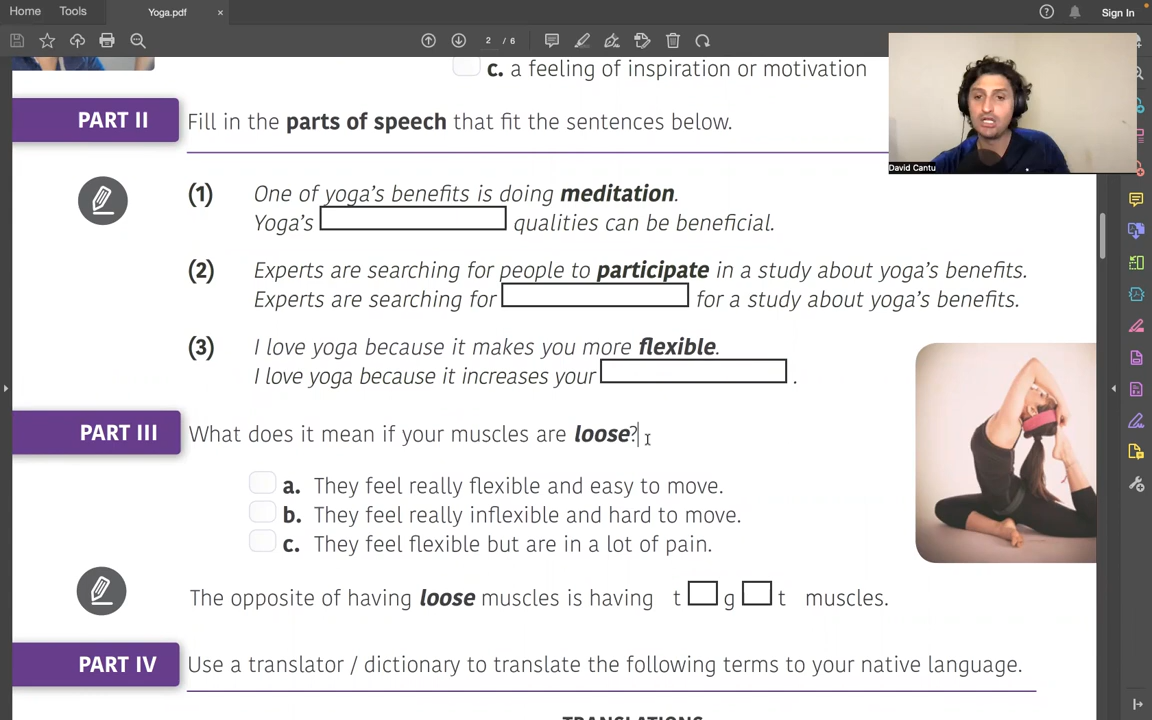 Home Tools Yoga.pdf × Sign In
2 / 6
c. a feeling of inspiration or motivation
David Cantu
PART II Fill in the parts of speech that fit the sentences below.
(1) One of yoga's benefits is doing meditation.
Yoga's qualities can be beneficial.
(2) Experts are searching for people to participate in a study about yoga's benefits.
Experts are searching for for a study about yoga's benefits.
(3) I love yoga because it makes you more flexible.
I love yoga because it increases your .
PART III What does it mean if your muscles are loose?
a. They feel really flexible and easy to move.
b. They feel really inflexible and hard to move.
c. They feel flexible but are in a lot of pain.
The opposite of having loose muscles is having t g t muscles.
PART IV Use a translator / dictionary to translate the following terms to your native language.
TRANSLATIONS